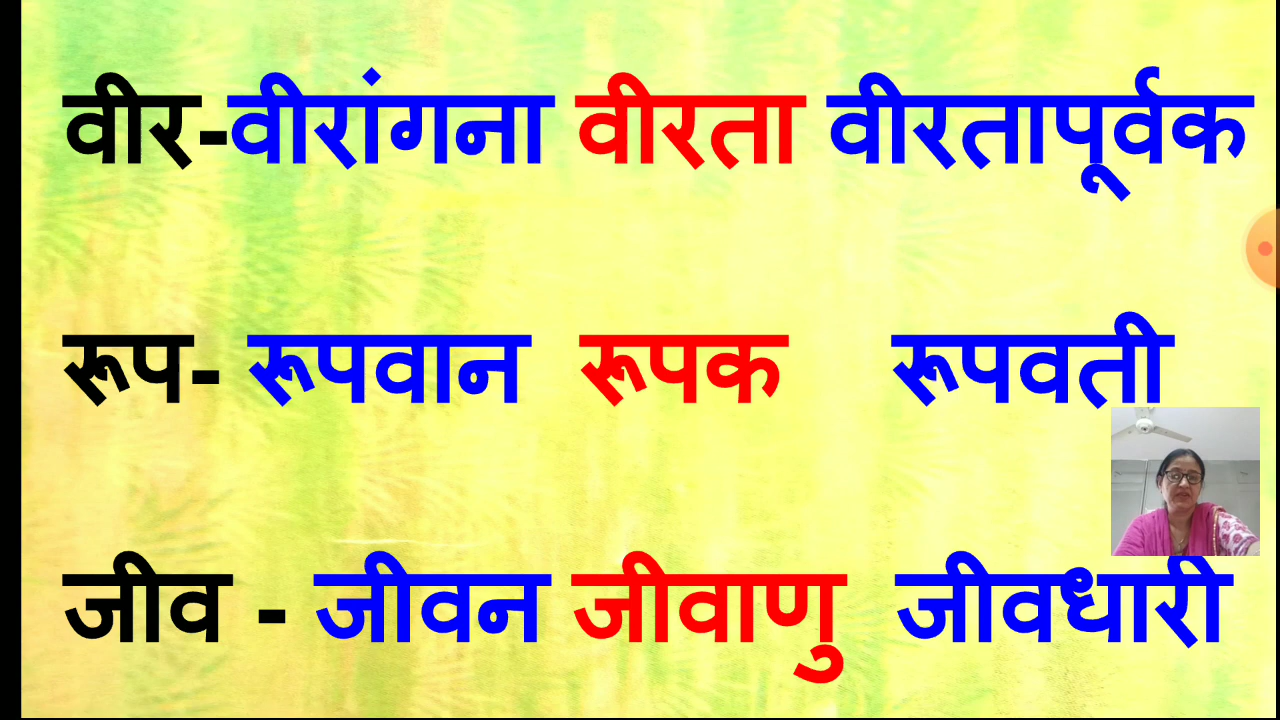 वीर-वीरांगना वीरता वीरतापूर्वक
रूप- रूपवान रूपक रूपवती
जीव - जीवन जीवाणु जीवधारी